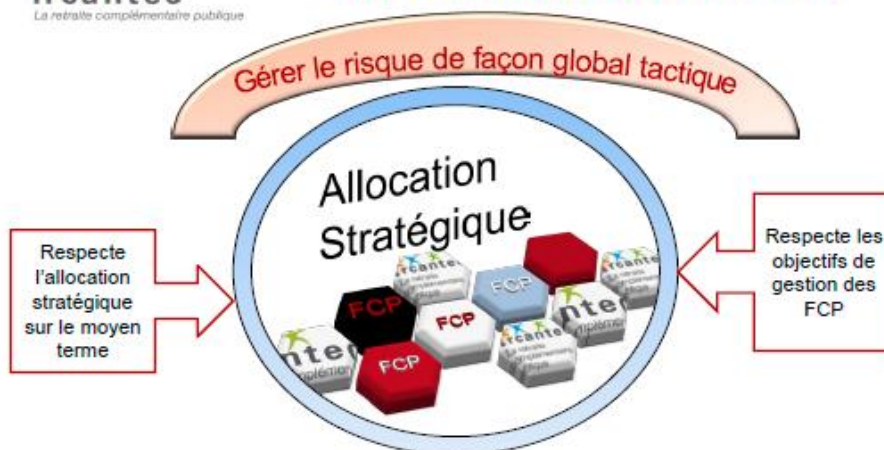 La retraite complémentaire publique
Gérer le risque de façon global tactique
Allocation
Stratégique
Respecte
l'allocation
stratégique
sur le moyen
terme
Respecte les
objectifs de
gestion des
FCP
FCP
FCP
FCP
FCP